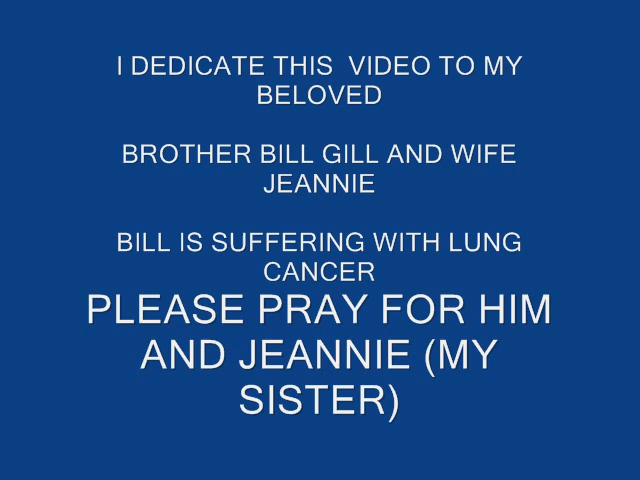 I DEDICATE THIS  VIDEO TO MY
BELOVED
BROTHER BILL GILL AND WIFE
JEANNIE
BILL IS SUFFERING WITH LUNG
CANCER
PLEASE PRAY FOR HIM
AND JEANNIE (MY
SISTER)